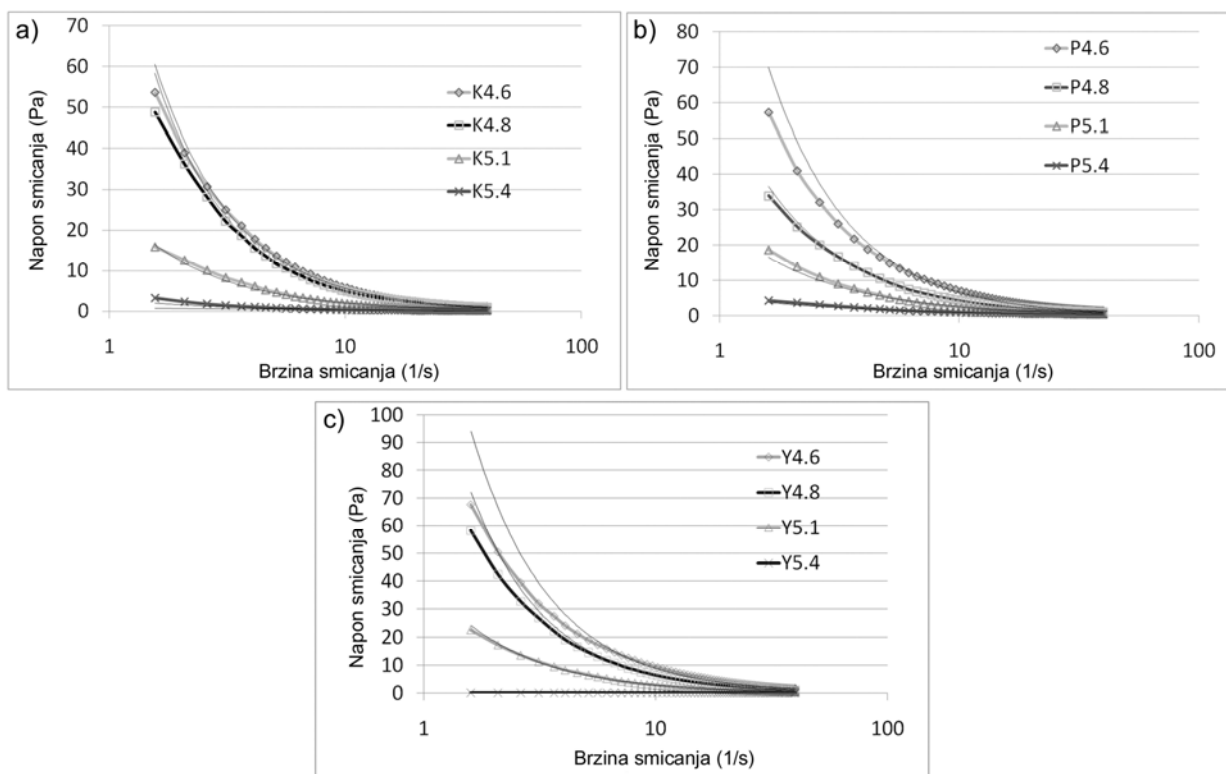 a)
70
60
50
40
30
20
10
0
Napon smicanja (Pa)
K4.6
K4.8
K5.1
K5.4
1
10
100
Brzina smicanja (1/s)
b)
80
70
60
50
40
30
20
10
0
Napon smicanja (Pa)
P4.6
P4.8
P5.1
P5.4
1
10
100
Brzina smicanja (1/s)
c)
100
90
80
70
60
50
40
30
20
10
0
Napon smicanja (Pa)
Y4.6
Y4.8
Y5.1
Y5.4
1
10
100
Brzina smicanja (1/s)